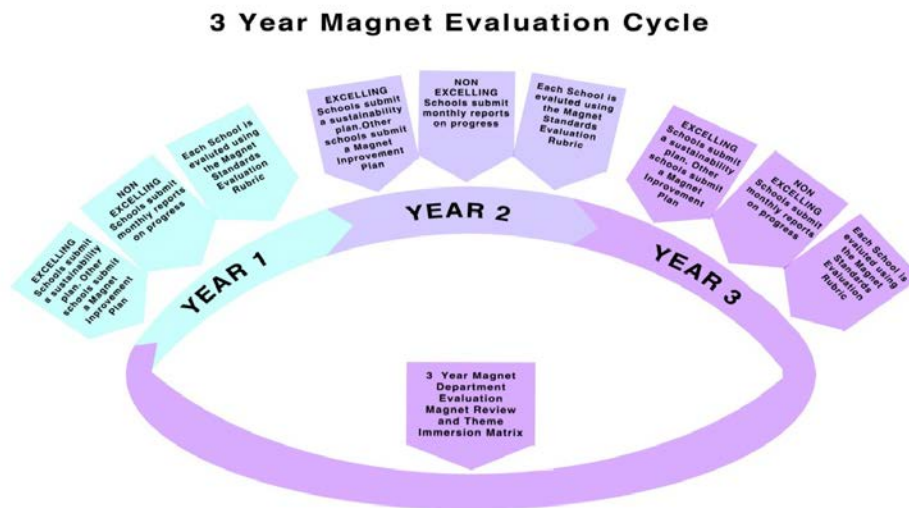 3 Year Magnet Evaluation Cycle
EXCELLING
Schools submit
a sustainability
plan. Other
schools submit
a Magnet
Inprovement
Plan
NON
EXCELLING
Schools submit
monthly reports
on progress
Each School is
evaluted using
the Magnet
Standards
Evaluation
Rubric
EXCELLING
Schools submit
a sustainability
plan.Other
schools submit
a Magnet
Inprovement
Plan
NON
EXCELLING
Schools submit
monthly reports
on progress
Each School is
evaluted using
the Magnet
Standards
Evaluation
Rubric
EXCELLING
Schools submit
a sustainability
plan. Other
schools submit
a Magnet
Inprovement
Plan
NON
EXCELLING
Schools submit
monthly reports
on progress
Each School is
evaluted using
the Magnet
Standards
Evaluation
Rubric
YEAR 1
YEAR 2
YEAR 3
3 Year Magnet
Department
Evaluation
Magnet Review
and Theme
Immersion Matrix